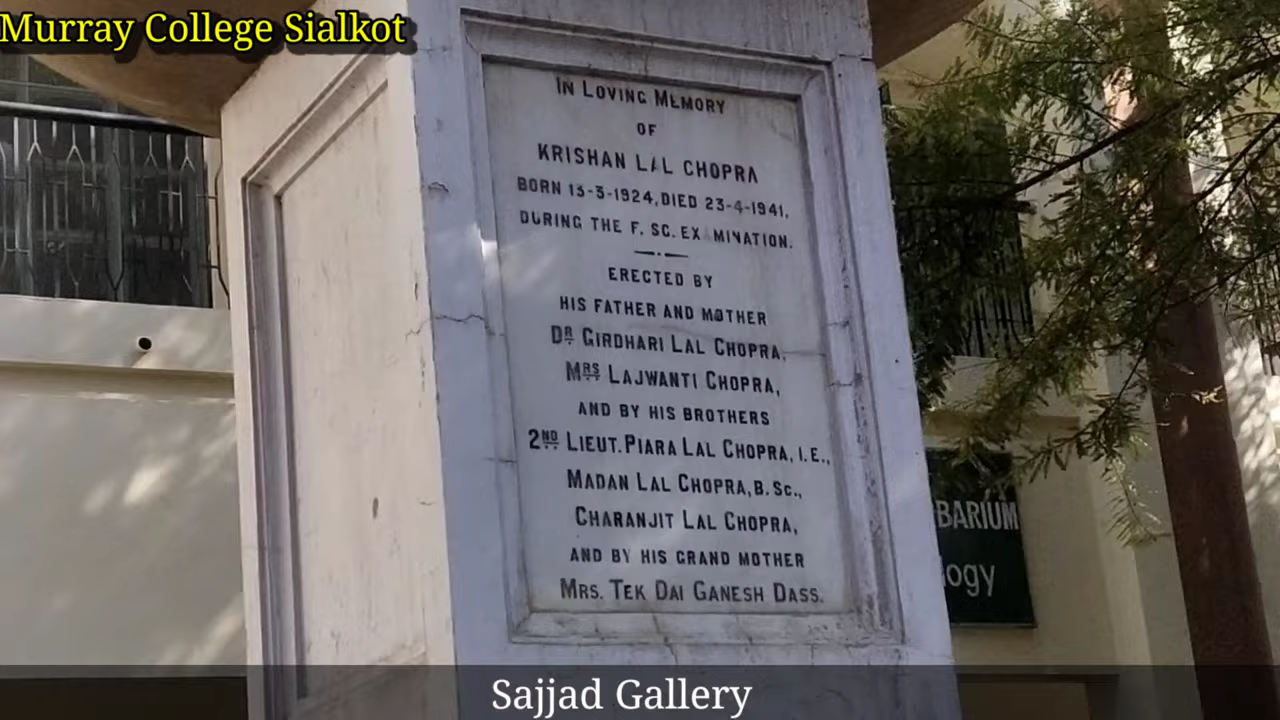 Murray College Sialkot
IN LOVING MEMORY
OF
KRISHAN LAL CHOPRA
BORN 13-3-1924, DIED 23-4-1941,
DURING THE F. SC. EXAMINATION.
ERECTED BY
HIS FATHER AND MOTHER
DR GIRDHARI LAL CHOPRA,
MRS LAJWANTI CHOPRA,
AND BY HIS BROTHERS
2ND LIEUT. PIARA LAL CHOPRA, I.E.,
MADAN LAL CHOPRA, B. SC.,
CHARANJIT LAL CHOPRA,
AND BY HIS GRAND MOTHER
MRS. TEK DAI GANESH DASS.
BARIUM
ogy
Sajjad Gallery